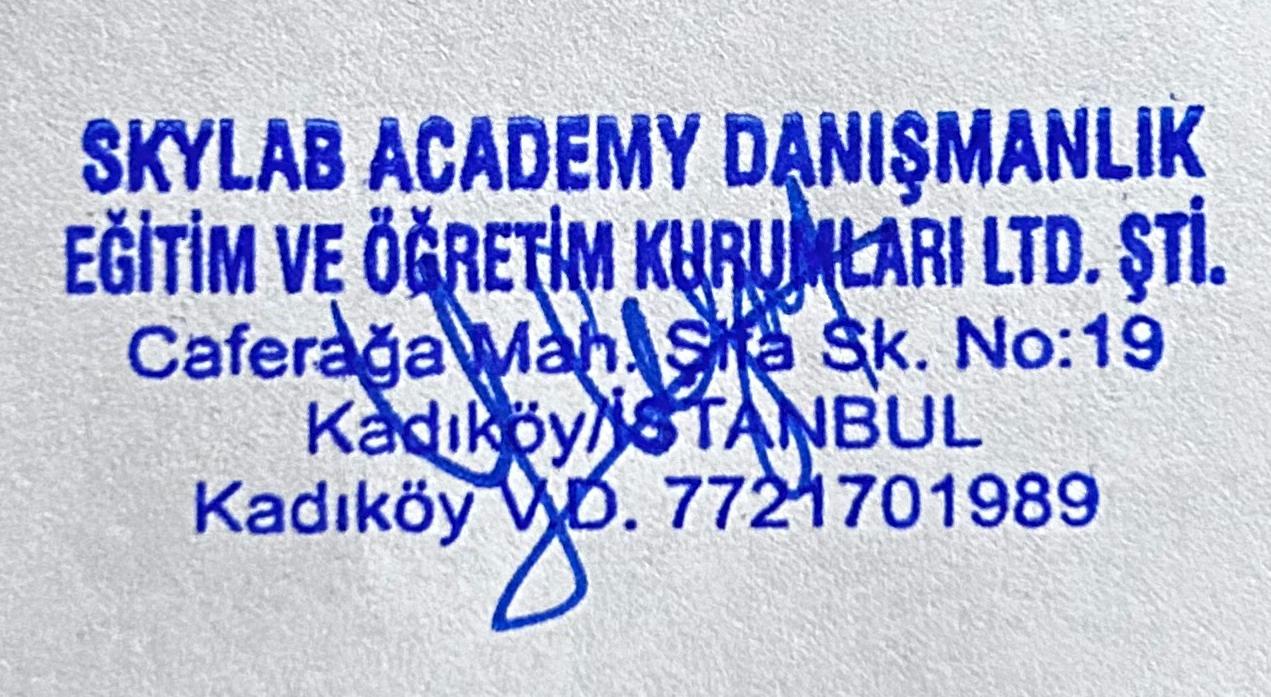 SKYLAB ACADEMY DANIŞMANLIK
EĞİTİM VE ÖĞRETİM KURUMLARI LTD. ŞTİ.
Caferağa Mah. Şifa Sk. No:19
Kadıköy/İSTANBUL
Kadıköy V.D. 7721701989